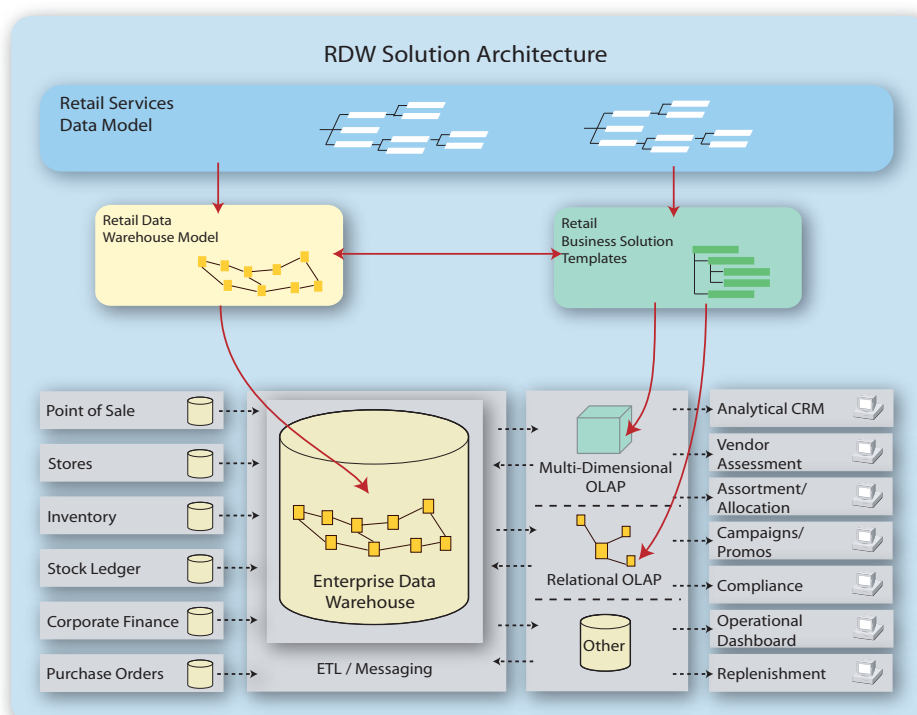 RDW Solution Architecture
Retail Services
Data Model
Retail Data
Warehouse Model
Retail
Business Solution
Templates
Point of Sale
Stores
Inventory
Stock Ledger
Corporate Finance
Purchase Orders
Enterprise Data
Warehouse
ETL / Messaging
Multi-Dimensional
OLAP
Relational OLAP
Other
Analytical CRM
Vendor
Assessment
Assortment/
Allocation
Campaigns/
Promos
Compliance
Operational
Dashboard
Replenishment